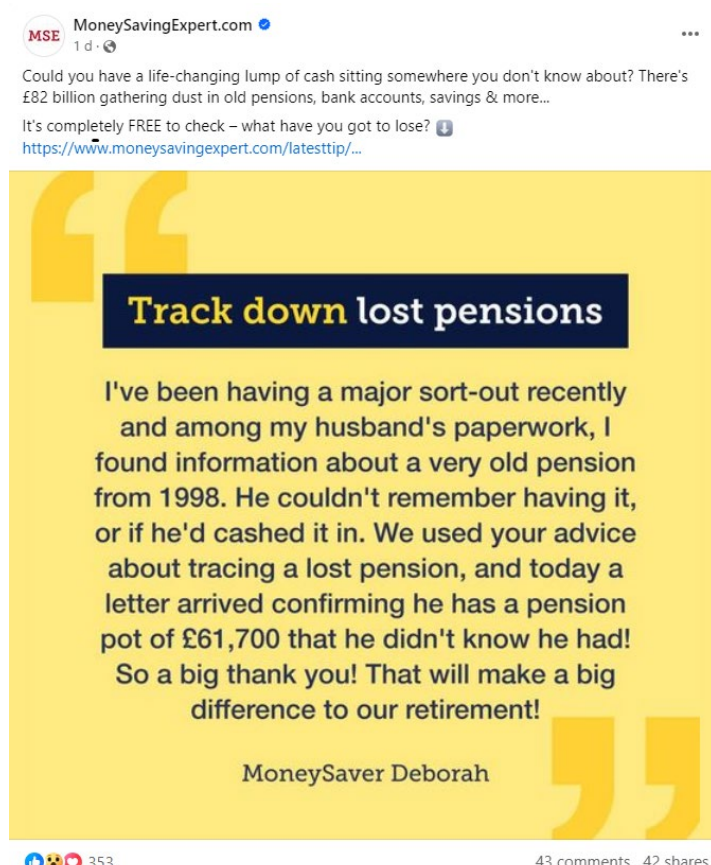 MSE
MoneySavingExpert.com
1 d ·
Could you have a life-changing lump of cash sitting somewhere you don't know about? There's
£82 billion gathering dust in old pensions, bank accounts, savings & more...
It's completely FREE to check – what have you got to lose? ⬇️
https://www.moneysavingexpert.com/latesttip/...
Track down lost pensions
I've been having a major sort-out recently
and among my husband's paperwork, I
found information about a very old pension
from 1998. He couldn't remember having it,
or if he'd cashed it in. We used your advice
about tracing a lost pension, and today a
letter arrived confirming he has a pension
pot of £61,700 that he didn't know he had!
So a big thank you! That will make a big
difference to our retirement!
MoneySaver Deborah
353
43 comments 42 shares